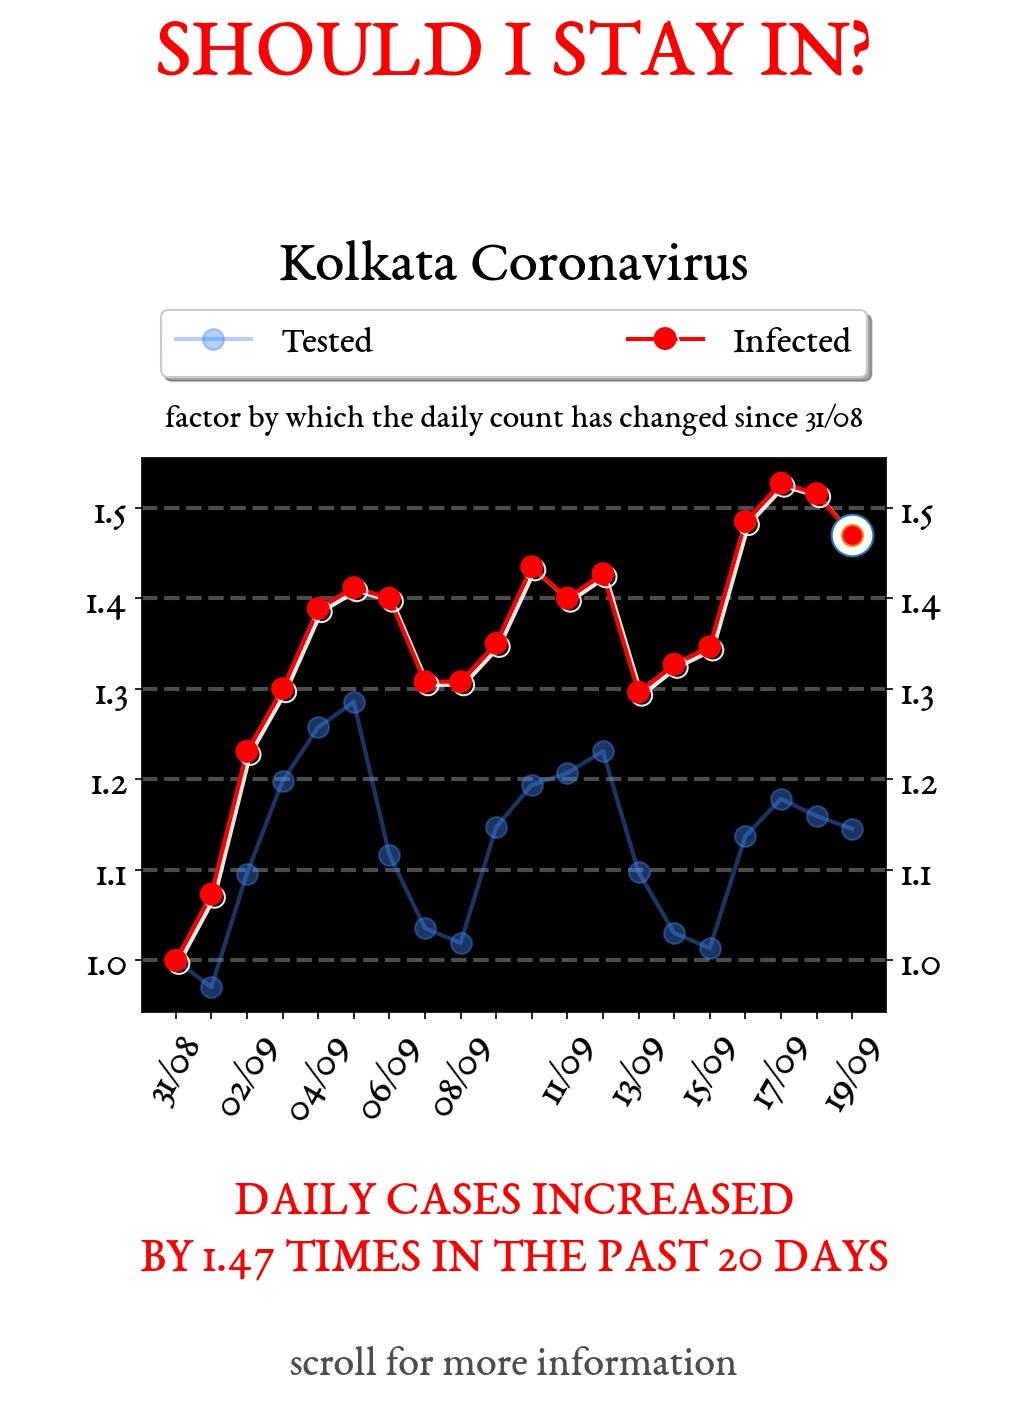 SHOULD I STAY IN?
Kolkata Coronavirus
Tested Infected
factor by which the daily count has changed since 31/08
1.5 1.5
1.4 1.4
1.3 1.3
1.2 1.2
1.1 1.1
1.0 1.0
31/08 02/09 04/09 06/09 08/09 11/09 13/09 15/09 17/09 19/09
DAILY CASES INCREASED
BY 1.47 TIMES IN THE PAST 20 DAYS
scroll for more information